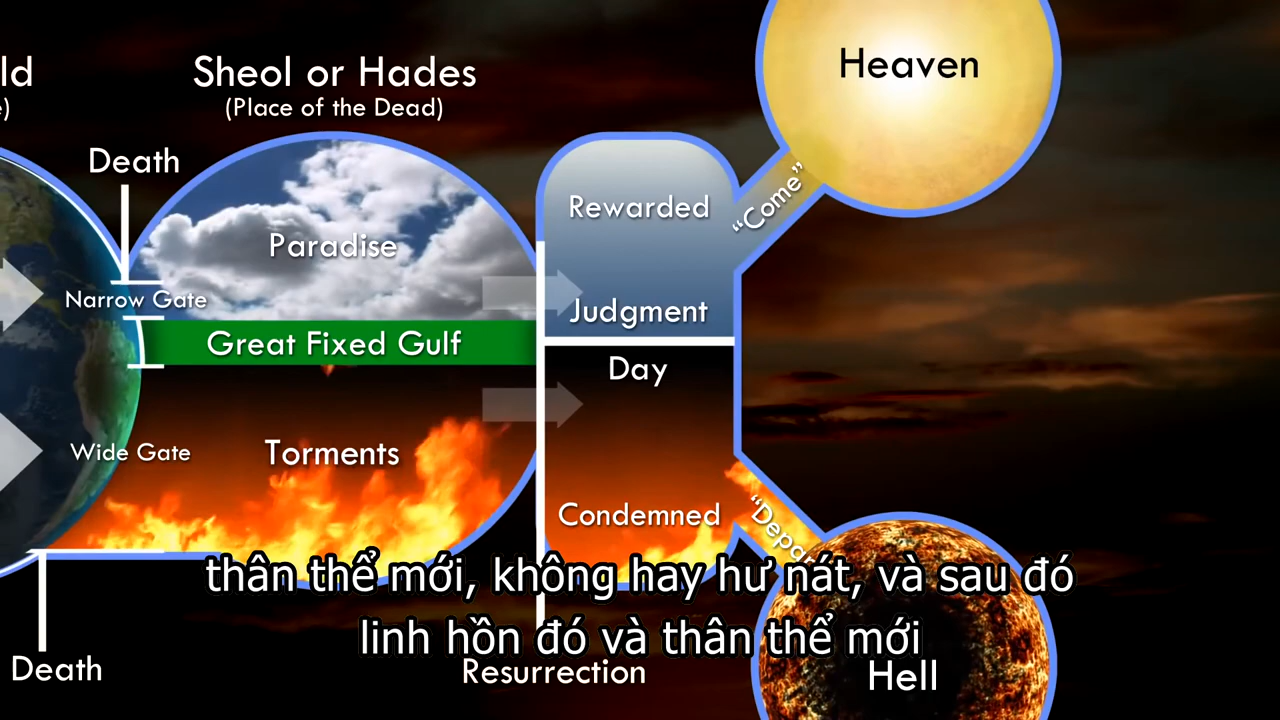 ld
e)
Sheol or Hades
(Place of the Dead)
Death
Heaven
Rewarded
"Come"
Paradise
Narrow Gate
Judgment
Great Fixed Gulf
Day
Wide Gate
Torments
Condemned
"Depar
thân thể mới, không hay hư nát, và sau đó
linh hồn đó và thân thể mới
Death
Resurrection
Hell